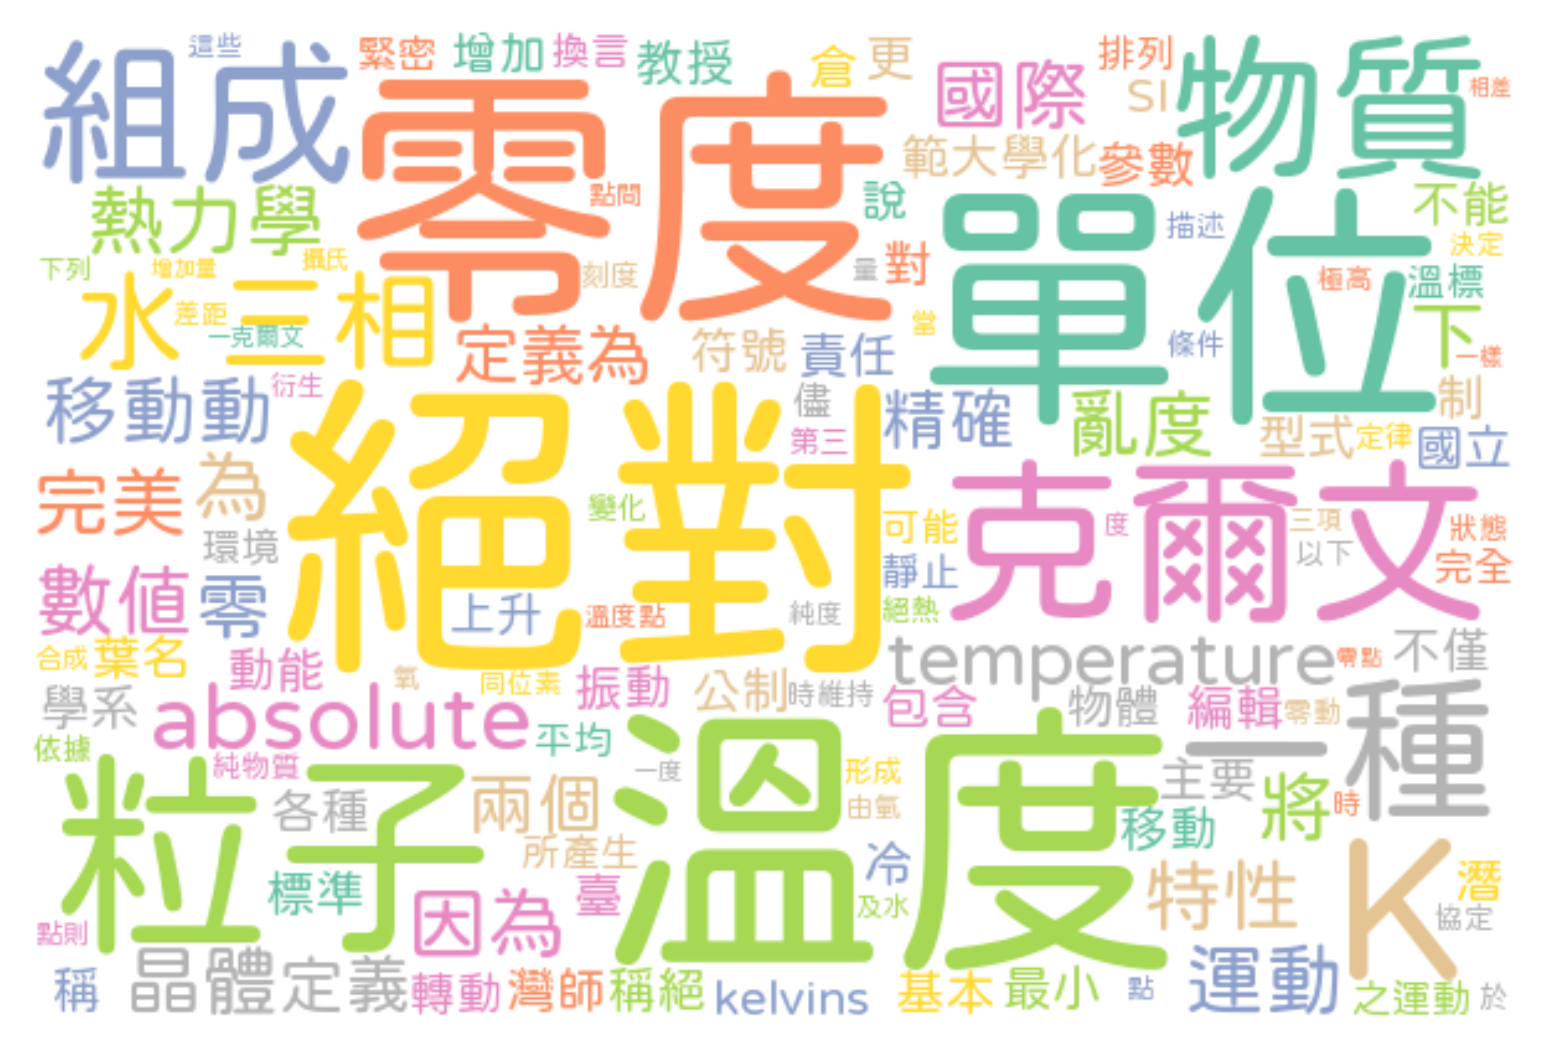 組成
這些
緊密
增加
換言
教授
倉
更
國際
排列
SI
物質
相差
零度
範大學化
參數
熱力學
點間
說
單位
描述
不能
決定
下列
增加量
攝氏
刻度
量
對
極高
溫標
水三相
差距
一克爾文
定義為
符號
責任
當
條件
下
一樣
移動動
衍生
絕對
儘
第三
精確
亂度
型式
定律
制
國立
完美
為
環境
變化
可能
克爾文
度
三項
以下
狀態
完全
靜止
數值
零
上升
溫度點
純度
絕熱
合成
葉名
動能
氧
同位素
振動
公制
時維持
temperature
零點
不僅
學系
absolute
平均
包含
物體
編輯
零動
一種
依據
純物質
一度
溫度
形成
由氧
主要
將
時
粒子
各種
兩個
移動
所產生
冷
K
潛
標準
因為
臺
及水
特性
協定
點則
稱
晶體
定義
轉動
灣師
稱絕
kelvins
基本
最小
點
運動
之運動
於